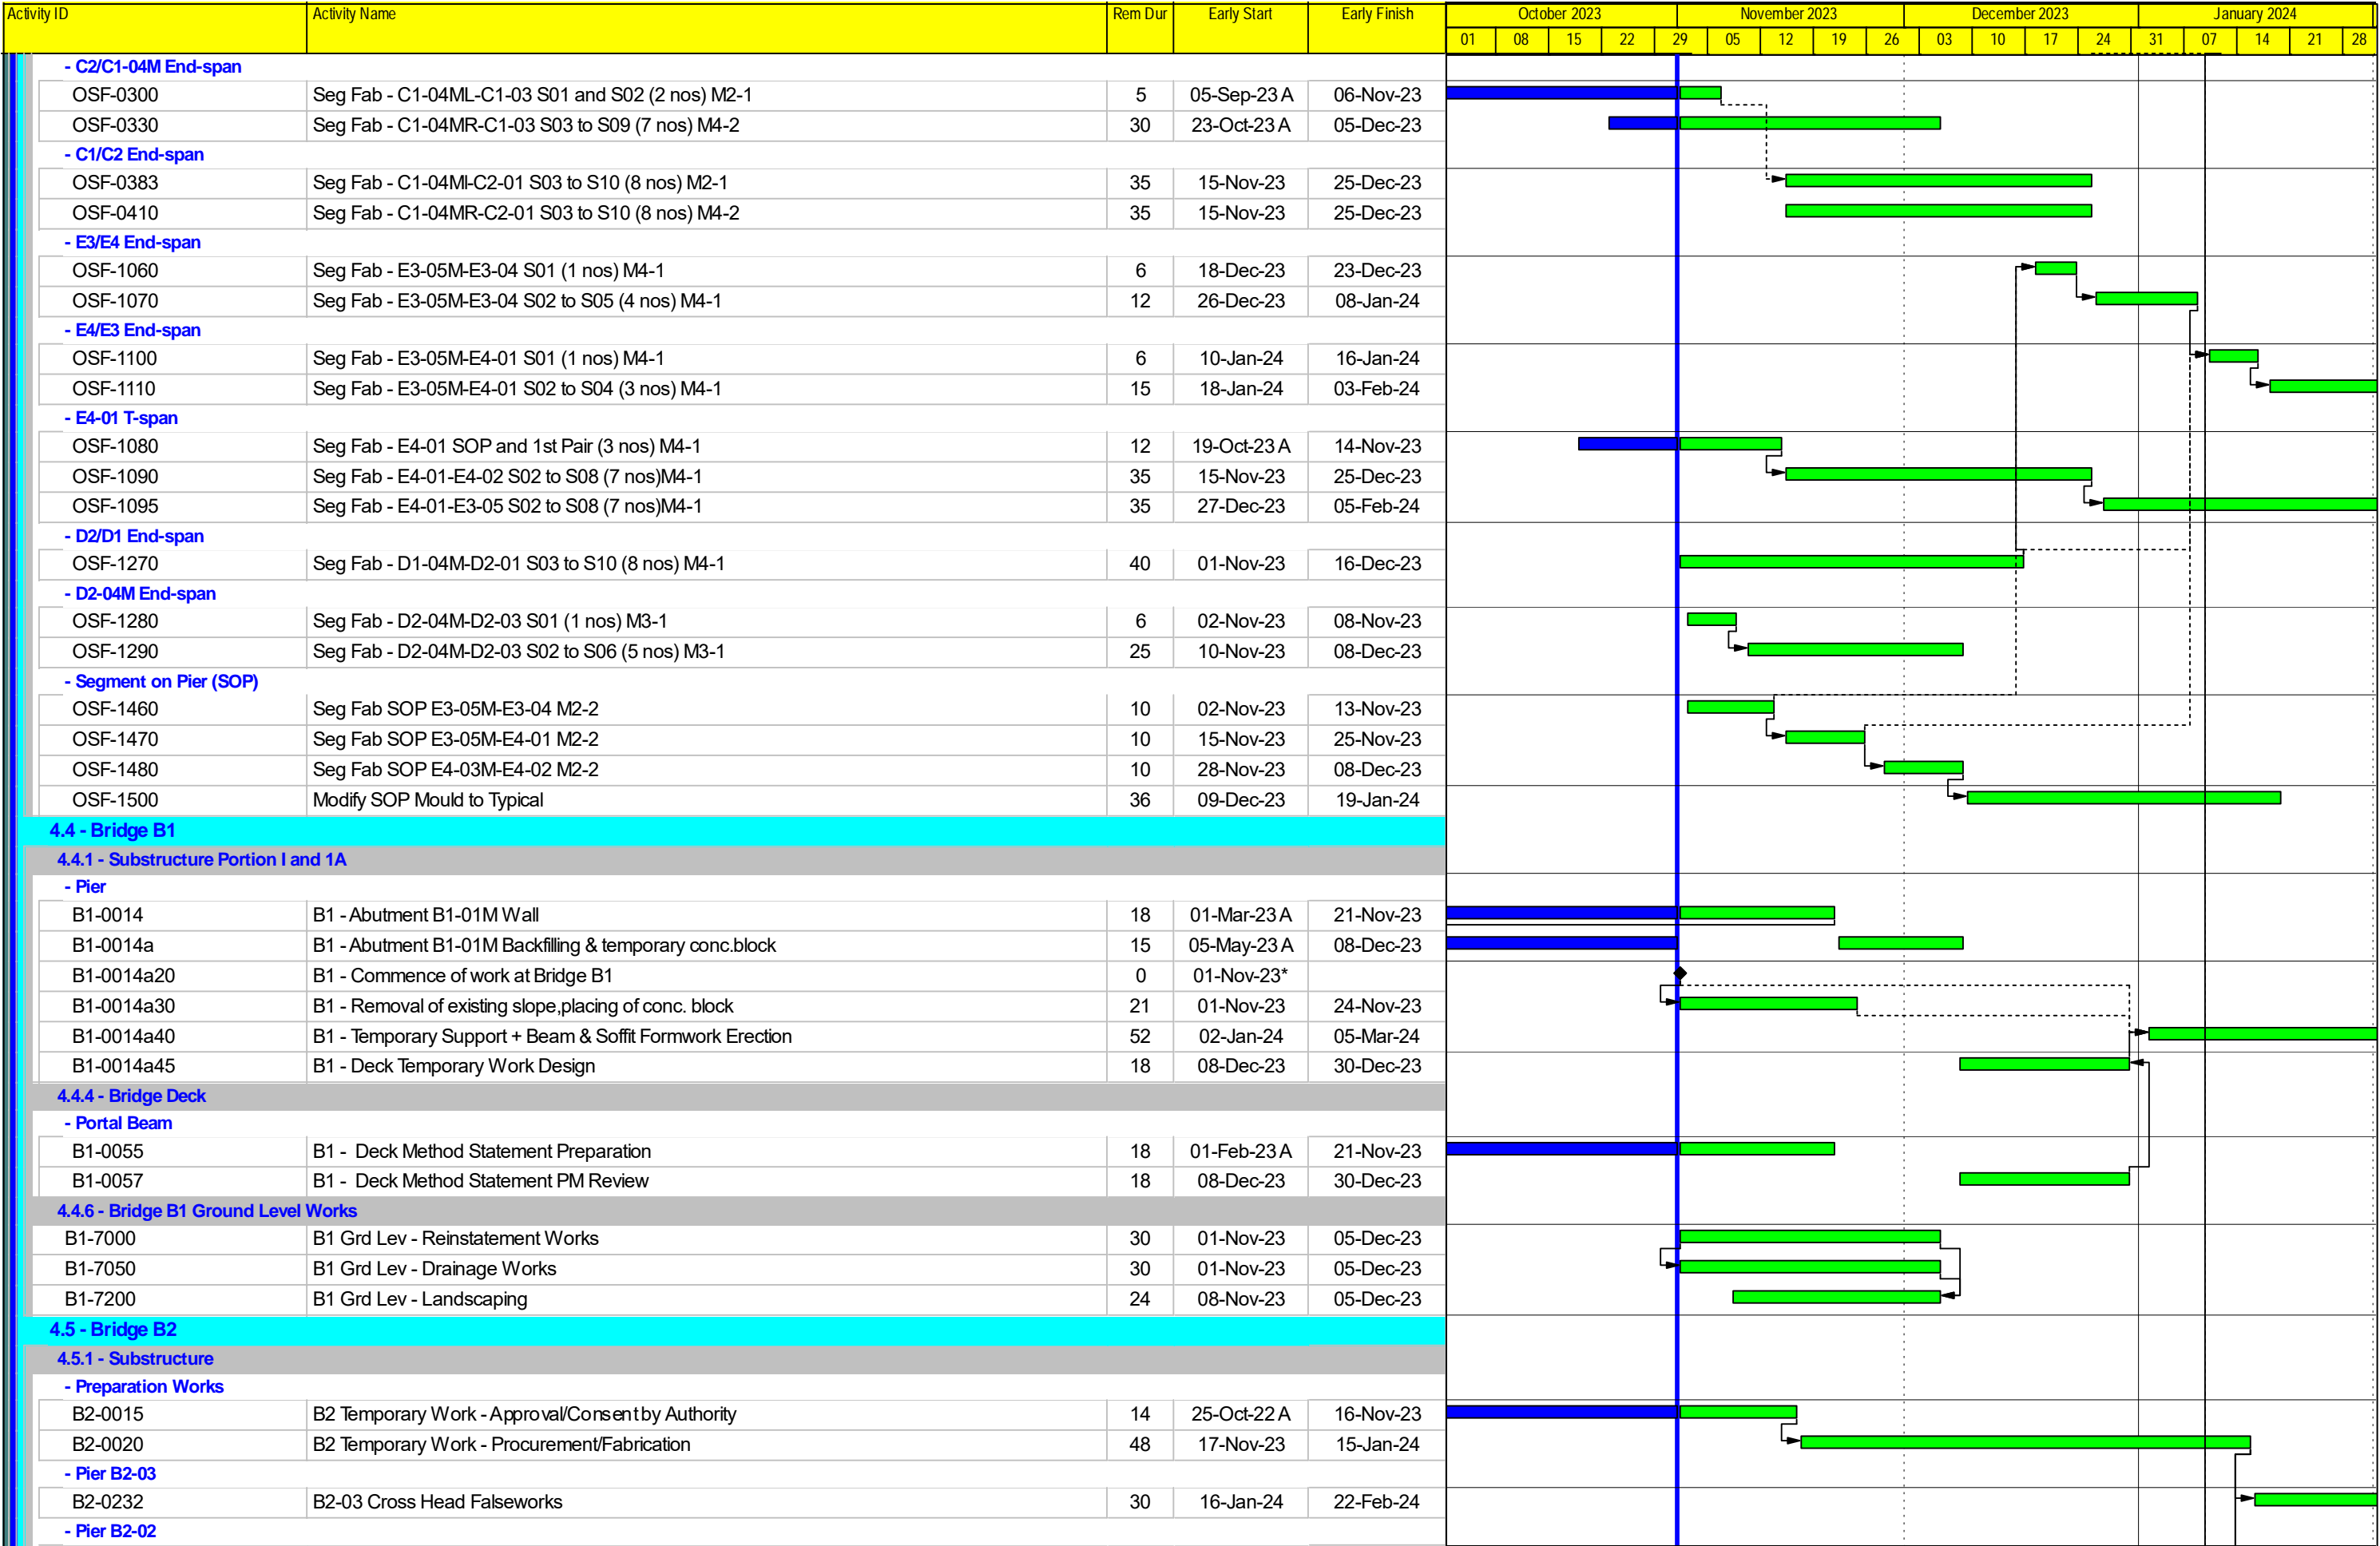 Activity ID Activity Name Rem Dur Early Start Early Finish October 2023 November 2023 December 2023 January 2024
01 08 15 22 29 05 12 19 26 03 10 17 24 31 07 14 21 28
- C2/C1-04M End-span
OSF-0300 Seg Fab - C1-04ML-C1-03 S01 and S02 (2 nos) M2-1 5 05-Sep-23 A 06-Nov-23
OSF-0330 Seg Fab - C1-04MR-C1-03 S03 to S09 (7 nos) M4-2 30 23-Oct-23 A 05-Dec-23
- C1/C2 End-span
OSF-0383 Seg Fab - C1-04Ml-C2-01 S03 to S10 (8 nos) M2-1 35 15-Nov-23 25-Dec-23
OSF-0410 Seg Fab - C1-04MR-C2-01 S03 to S10 (8 nos) M4-2 35 15-Nov-23 25-Dec-23
- E3/E4 End-span
OSF-1060 Seg Fab - E3-05M-E3-04 S01 (1 nos) M4-1 6 18-Dec-23 23-Dec-23
OSF-1070 Seg Fab - E3-05M-E3-04 S02 to S05 (4 nos) M4-1 12 26-Dec-23 08-Jan-24
- E4/E3 End-span
OSF-1100 Seg Fab - E3-05M-E4-01 S01 (1 nos) M4-1 6 10-Jan-24 16-Jan-24
OSF-1110 Seg Fab - E3-05M-E4-01 S02 to S04 (3 nos) M4-1 15 18-Jan-24 03-Feb-24
- E4-01 T-span
OSF-1080 Seg Fab - E4-01 SOP and 1st Pair (3 nos) M4-1 12 19-Oct-23 A 14-Nov-23
OSF-1090 Seg Fab - E4-01-E4-02 S02 to S08 (7 nos)M4-1 35 15-Nov-23 25-Dec-23
OSF-1095 Seg Fab - E4-01-E3-05 S02 to S08 (7 nos)M4-1 35 27-Dec-23 05-Feb-24
- D2/D1 End-span
OSF-1270 Seg Fab - D1-04M-D2-01 S03 to S10 (8 nos) M4-1 40 01-Nov-23 16-Dec-23
- D2-04M End-span
OSF-1280 Seg Fab - D2-04M-D2-03 S01 (1 nos) M3-1 6 02-Nov-23 08-Nov-23
OSF-1290 Seg Fab - D2-04M-D2-03 S02 to S06 (5 nos) M3-1 25 10-Nov-23 08-Dec-23
- Segment on Pier (SOP)
OSF-1460 Seg Fab SOP E3-05M-E3-04 M2-2 10 02-Nov-23 13-Nov-23
OSF-1470 Seg Fab SOP E3-05M-E4-01 M2-2 10 15-Nov-23 25-Nov-23
OSF-1480 Seg Fab SOP E4-03M-E4-02 M2-2 10 28-Nov-23 08-Dec-23
OSF-1500 Modify SOP Mould to Typical 36 09-Dec-23 19-Jan-24
4.4 - Bridge B1
4.4.1 - Substructure Portion I and 1A
- Pier
B1-0014 B1 - Abutment B1-01M Wall 18 01-Mar-23 A 21-Nov-23
B1-0014a B1 - Abutment B1-01M Backfilling & temporary conc.block 15 05-May-23 A 08-Dec-23
B1-0014a20 B1 - Commence of work at Bridge B1 0 01-Nov-23*
B1-0014a30 B1 - Removal of existing slope,placing of conc. block 21 01-Nov-23 24-Nov-23
B1-0014a40 B1 - Temporary Support + Beam & Soffit Formwork Erection 52 02-Jan-24 05-Mar-24
B1-0014a45 B1 - Deck Temporary Work Design 18 08-Dec-23 30-Dec-23
4.4.4 - Bridge Deck
- Portal Beam
B1-0055 B1 - Deck Method Statement Preparation 18 01-Feb-23 A 21-Nov-23
B1-0057 B1 - Deck Method Statement PM Review 18 08-Dec-23 30-Dec-23
4.4.6 - Bridge B1 Ground Level Works
B1-7000 B1 Grd Lev - Reinstatement Works 30 01-Nov-23 05-Dec-23
B1-7050 B1 Grd Lev - Drainage Works 30 01-Nov-23 05-Dec-23
B1-7200 B1 Grd Lev - Landscaping 24 08-Nov-23 05-Dec-23
4.5 - Bridge B2
4.5.1 - Substructure
- Preparation Works
B2-0015 B2 Temporary Work - Approval/Consent by Authority 14 25-Oct-22 A 16-Nov-23
B2-0020 B2 Temporary Work - Procurement/Fabrication 48 17-Nov-23 15-Jan-24
- Pier B2-03
B2-0232 B2-03 Cross Head Falseworks 30 16-Jan-24 22-Feb-24
- Pier B2-02